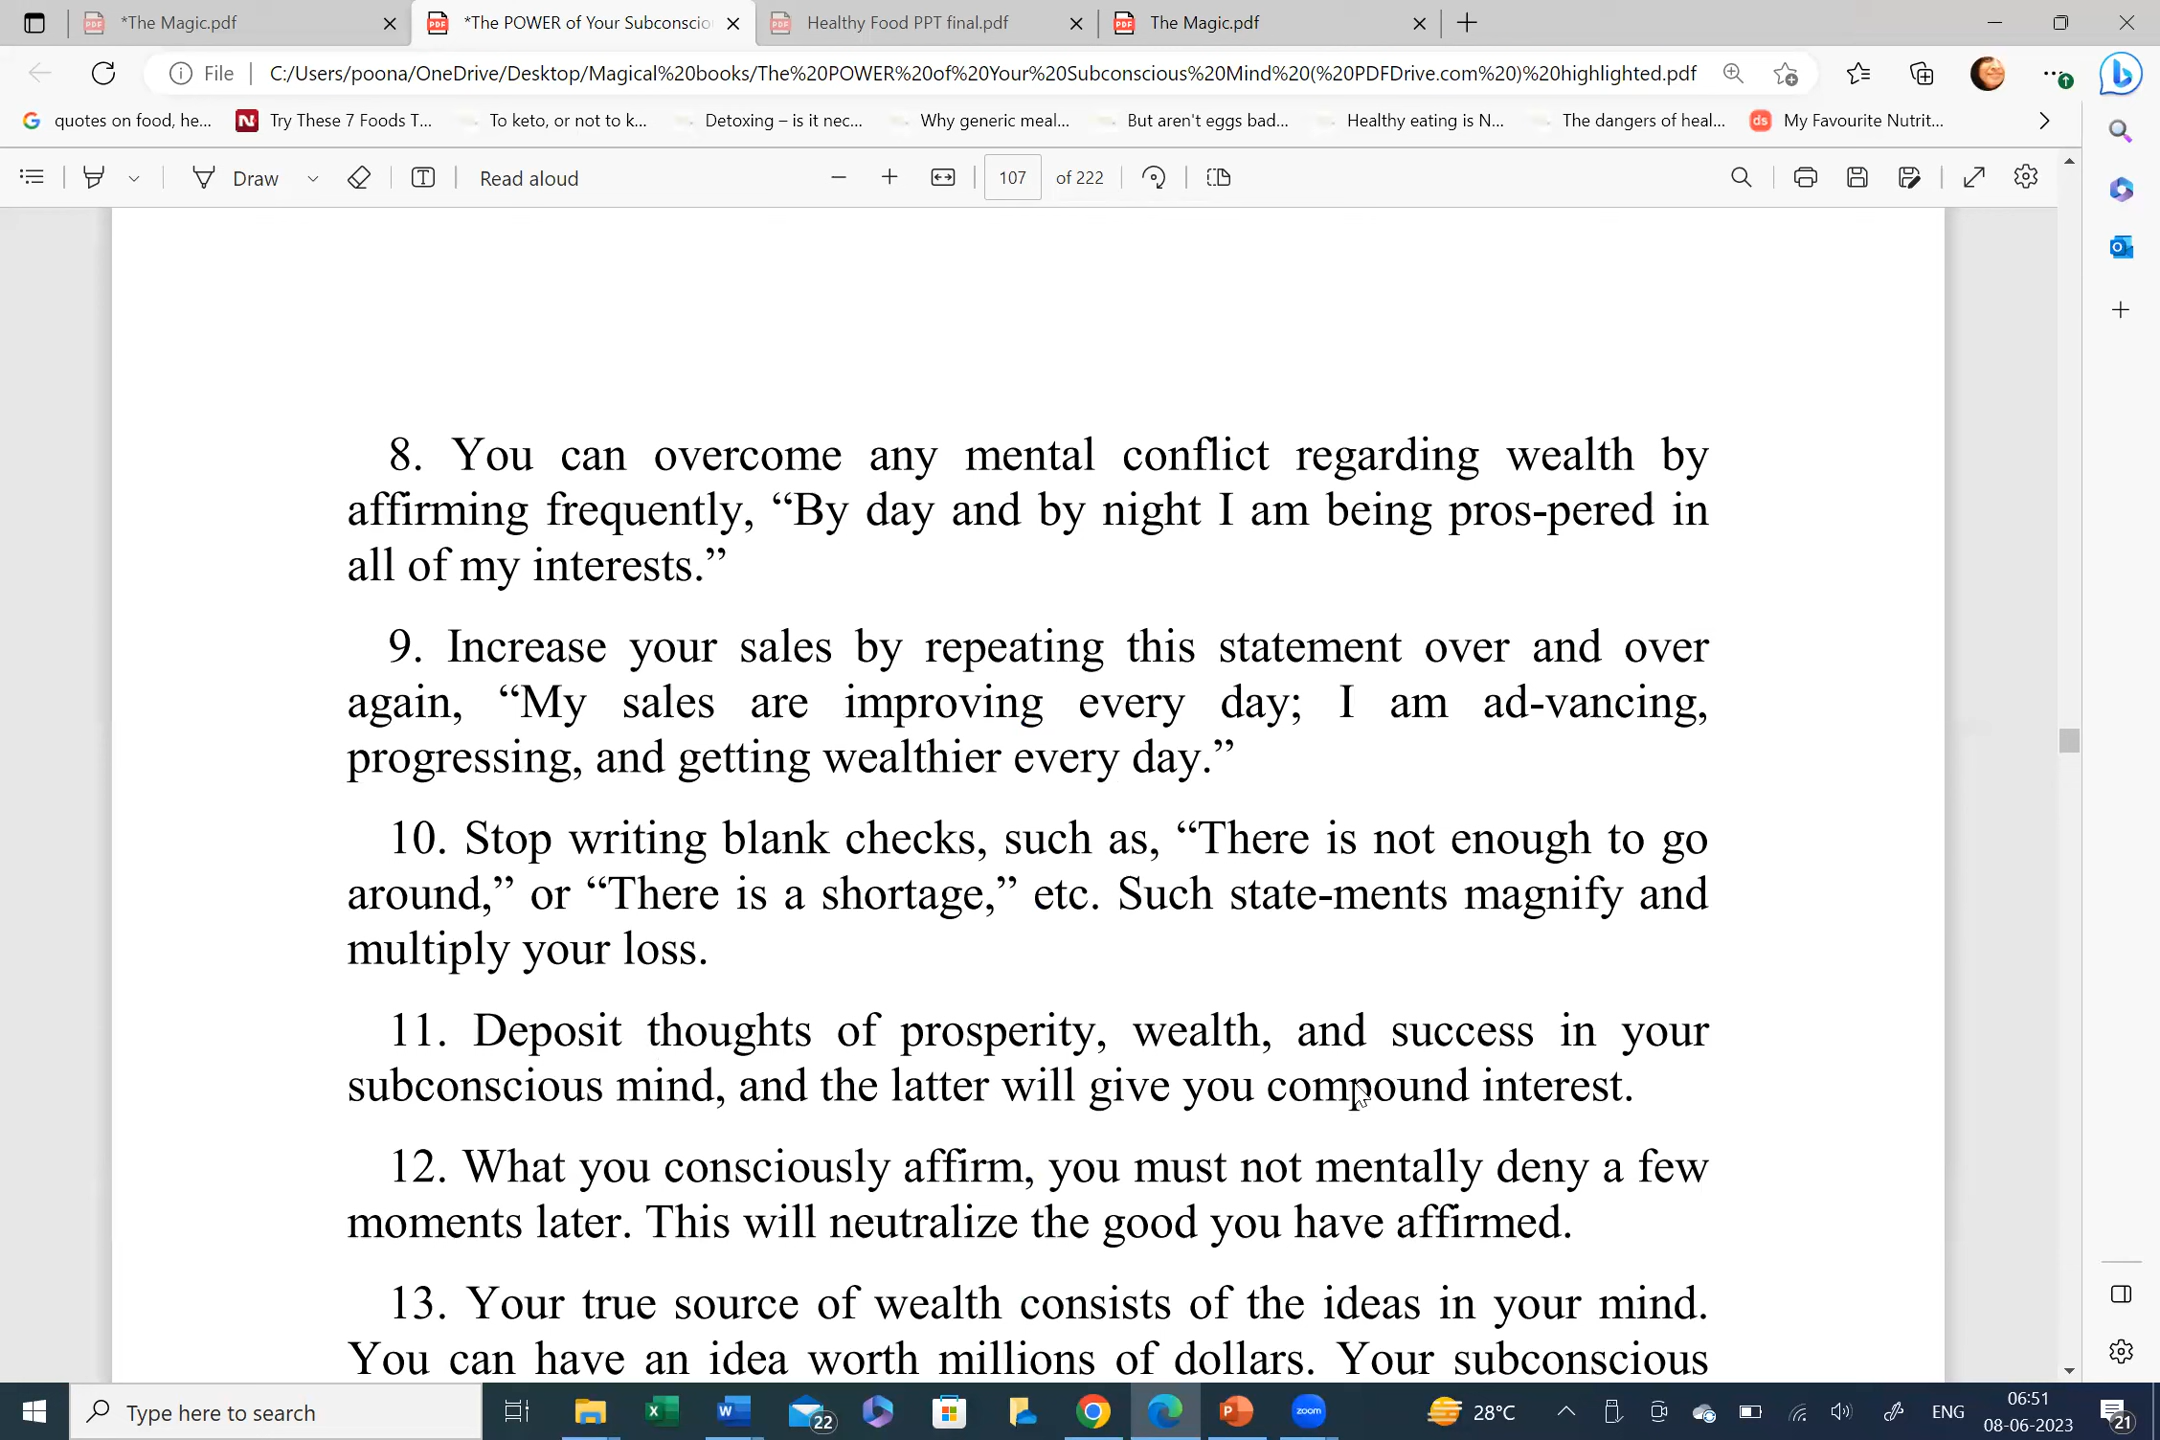 *The Magic.pdf
*The POWER of Your Subconscio
Healthy Food PPT final.pdf
The Magic.pdf
File
C:/Users/poona/OneDrive/Desktop/Magical%20books/The%20POWER%20of%20Your%20Subconscious%20Mind%20(%20PDFDrive.com%20)%20highlighted.pdf
quotes on food, he...
Try These 7 Foods T...
To keto, or not to k...
Detoxing – is it nec...
Why generic meal...
But aren't eggs bad...
Healthy eating is N...
The dangers of heal...
My Favourite Nutrit...
Draw
Read aloud
107
of 222
8. You can overcome any mental conflict regarding wealth by
affirming frequently, “By day and by night I am being pros-pered in
all of my interests.”
9. Increase your sales by repeating this statement over and over
again, “My sales are improving every day; I am ad-vancing,
progressing, and getting wealthier every day.”
10. Stop writing blank checks, such as, “There is not enough to go
around,” or “There is a shortage,” etc. Such state-ments magnify and
multiply your loss.
11. Deposit thoughts of prosperity, wealth, and success in your
subconscious mind, and the latter will give you compound interest.
12. What you consciously affirm, you must not mentally deny a few
moments later. This will neutralize the good you have affirmed.
13. Your true source of wealth consists of the ideas in your mind.
You can have an idea worth millions of dollars. Your subconscious
Type here to search
22
zoom
28°C
ENG
06:51
08-06-2023
21